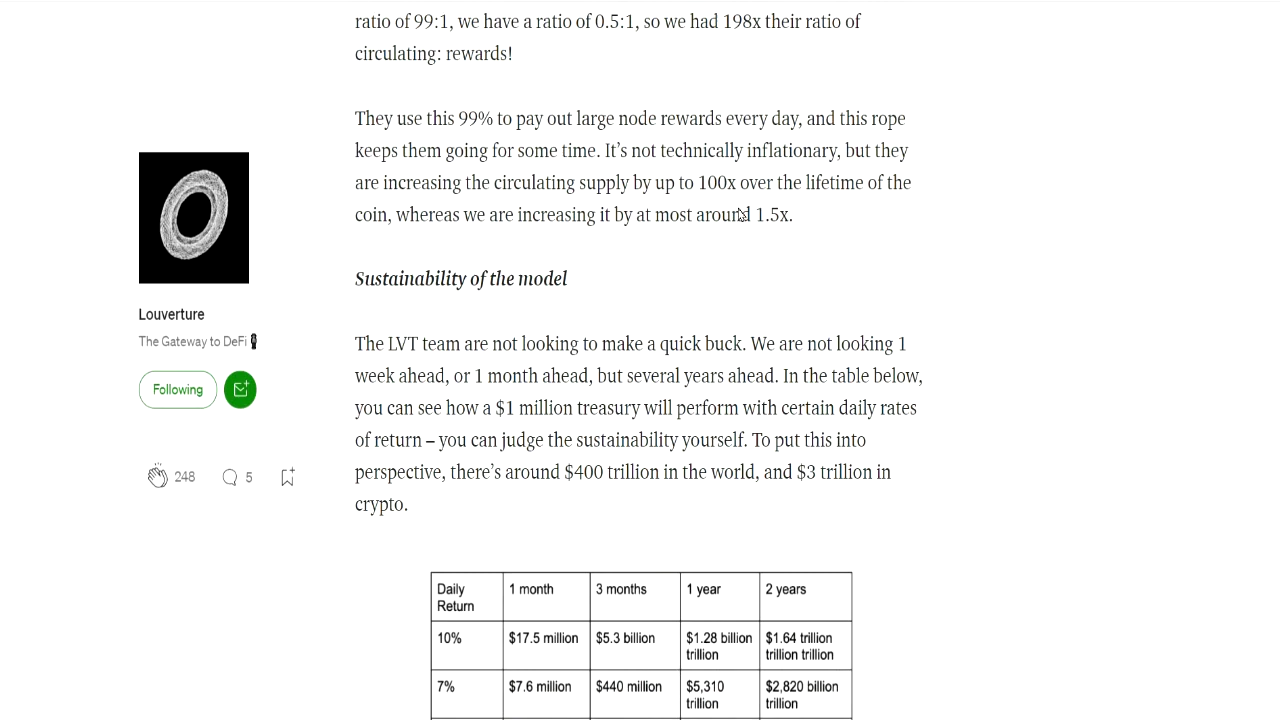 ratio of 99:1, we have a ratio of 0.5:1, so we had 198x their ratio of
circulating: rewards!
They use this 99% to pay out large node rewards every day, and this rope
keeps them going for some time. It’s not technically inflationary, but they
are increasing the circulating supply by up to 100x over the lifetime of the
coin, whereas we are increasing it by at most around 1.5x.
Louverture
The Gateway to DeFi
Following
248
5
Sustainability of the model
The LVT team are not looking to make a quick buck. We are not looking 1
week ahead, or 1 month ahead, but several years ahead. In the table below,
you can see how a $1 million treasury will perform with certain daily rates
of return – you can judge the sustainability yourself. To put this into
perspective, there’s around $400 trillion in the world, and $3 trillion in
crypto.
Daily Return
1 month
3 months
1 year
2 years
10%
$17.5 million
$5.3 billion
$1.28 billion
trillion
$1.64 trillion
trillion trillion
7%
$7.6 million
$440 million
$5,310
trillion
$2,820 billion
trillion